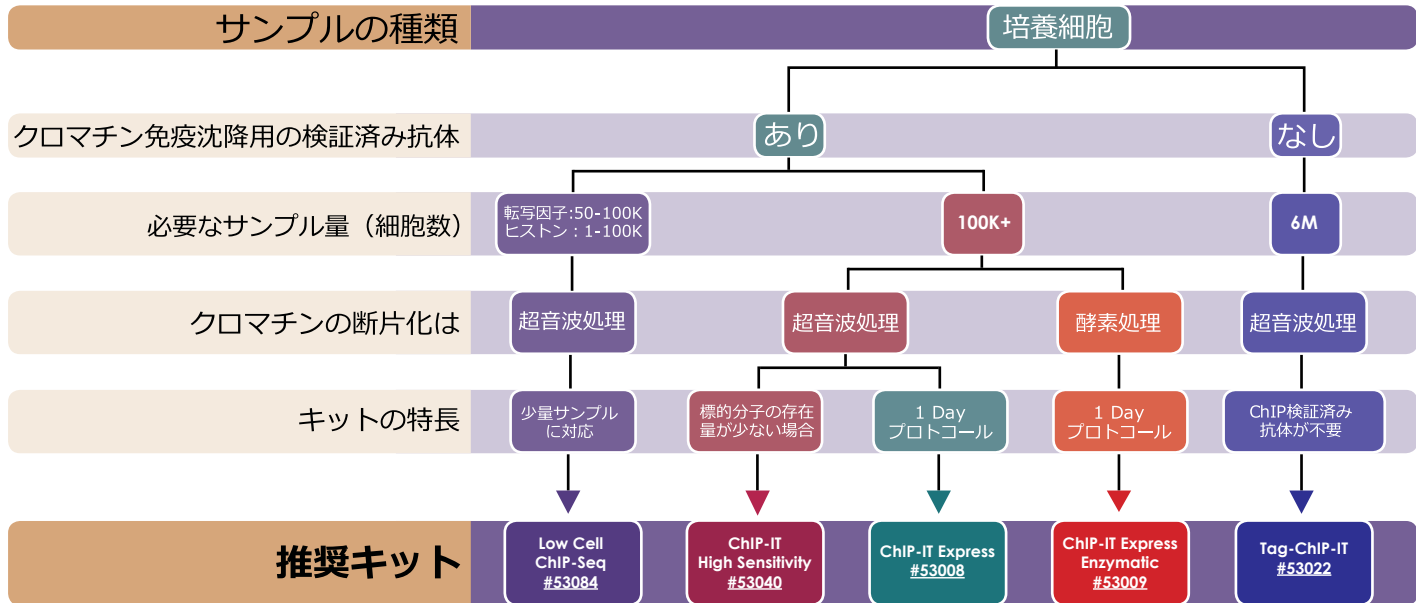 サンプルの種類
培養細胞
クロマチン免疫沈降用の検証済み抗体
あり
なし
必要なサンプル量（細胞数）
転写因子:50-100K
ヒストン：1-100K
100K+
6M
クロマチンの断片化は
超音波処理
超音波処理
酵素処理
超音波処理
キットの特長
少量サンプル
に対応
標的分子の存在
量が少ない場合
1 Day
プロトコール
1 Day
プロトコール
ChIP検証済み
抗体が不要
推奨キット
Low Cell
ChIP-Seq
#53084
ChIP-IT
High Sensitivity
#53040
ChIP-IT Express
#53008
ChIP-IT Express
Enzymatic
#53009
Tag-ChIP-IT
#53022